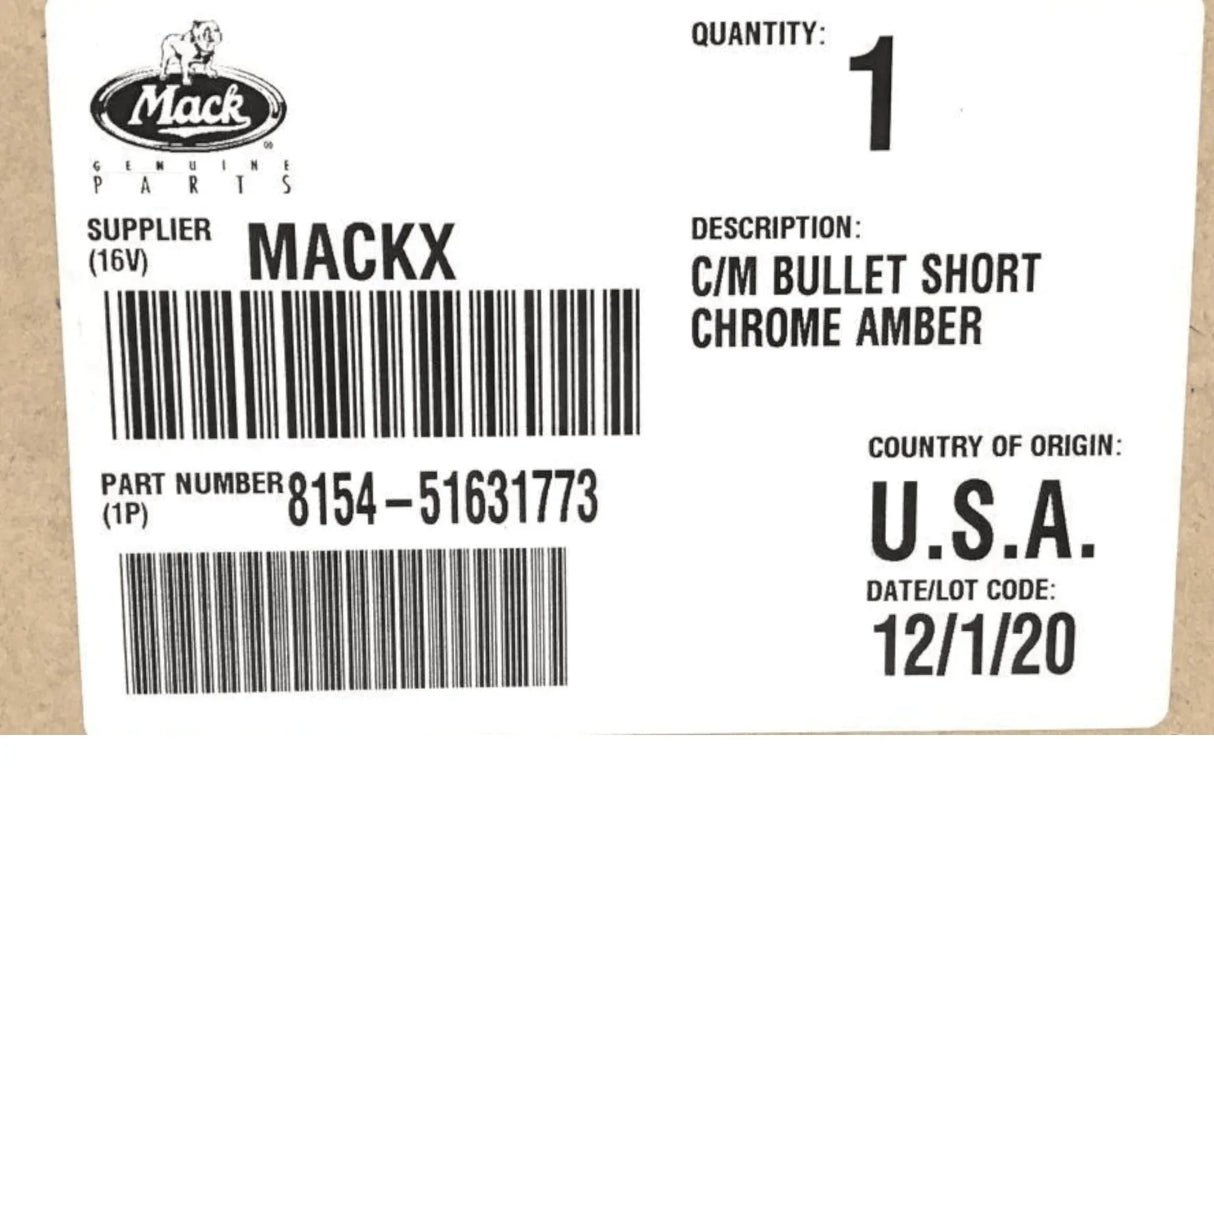 Mack
GENUINE
PARTS
SUPPLIER
(16V)
MACKX
PART NUMBER
(1P)
8154-51631773
QUANTITY:
1
DESCRIPTION:
C/M BULLET SHORT
CHROME AMBER
COUNTRY OF ORIGIN:
U.S.A.
DATE/LOT CODE:
12/1/20